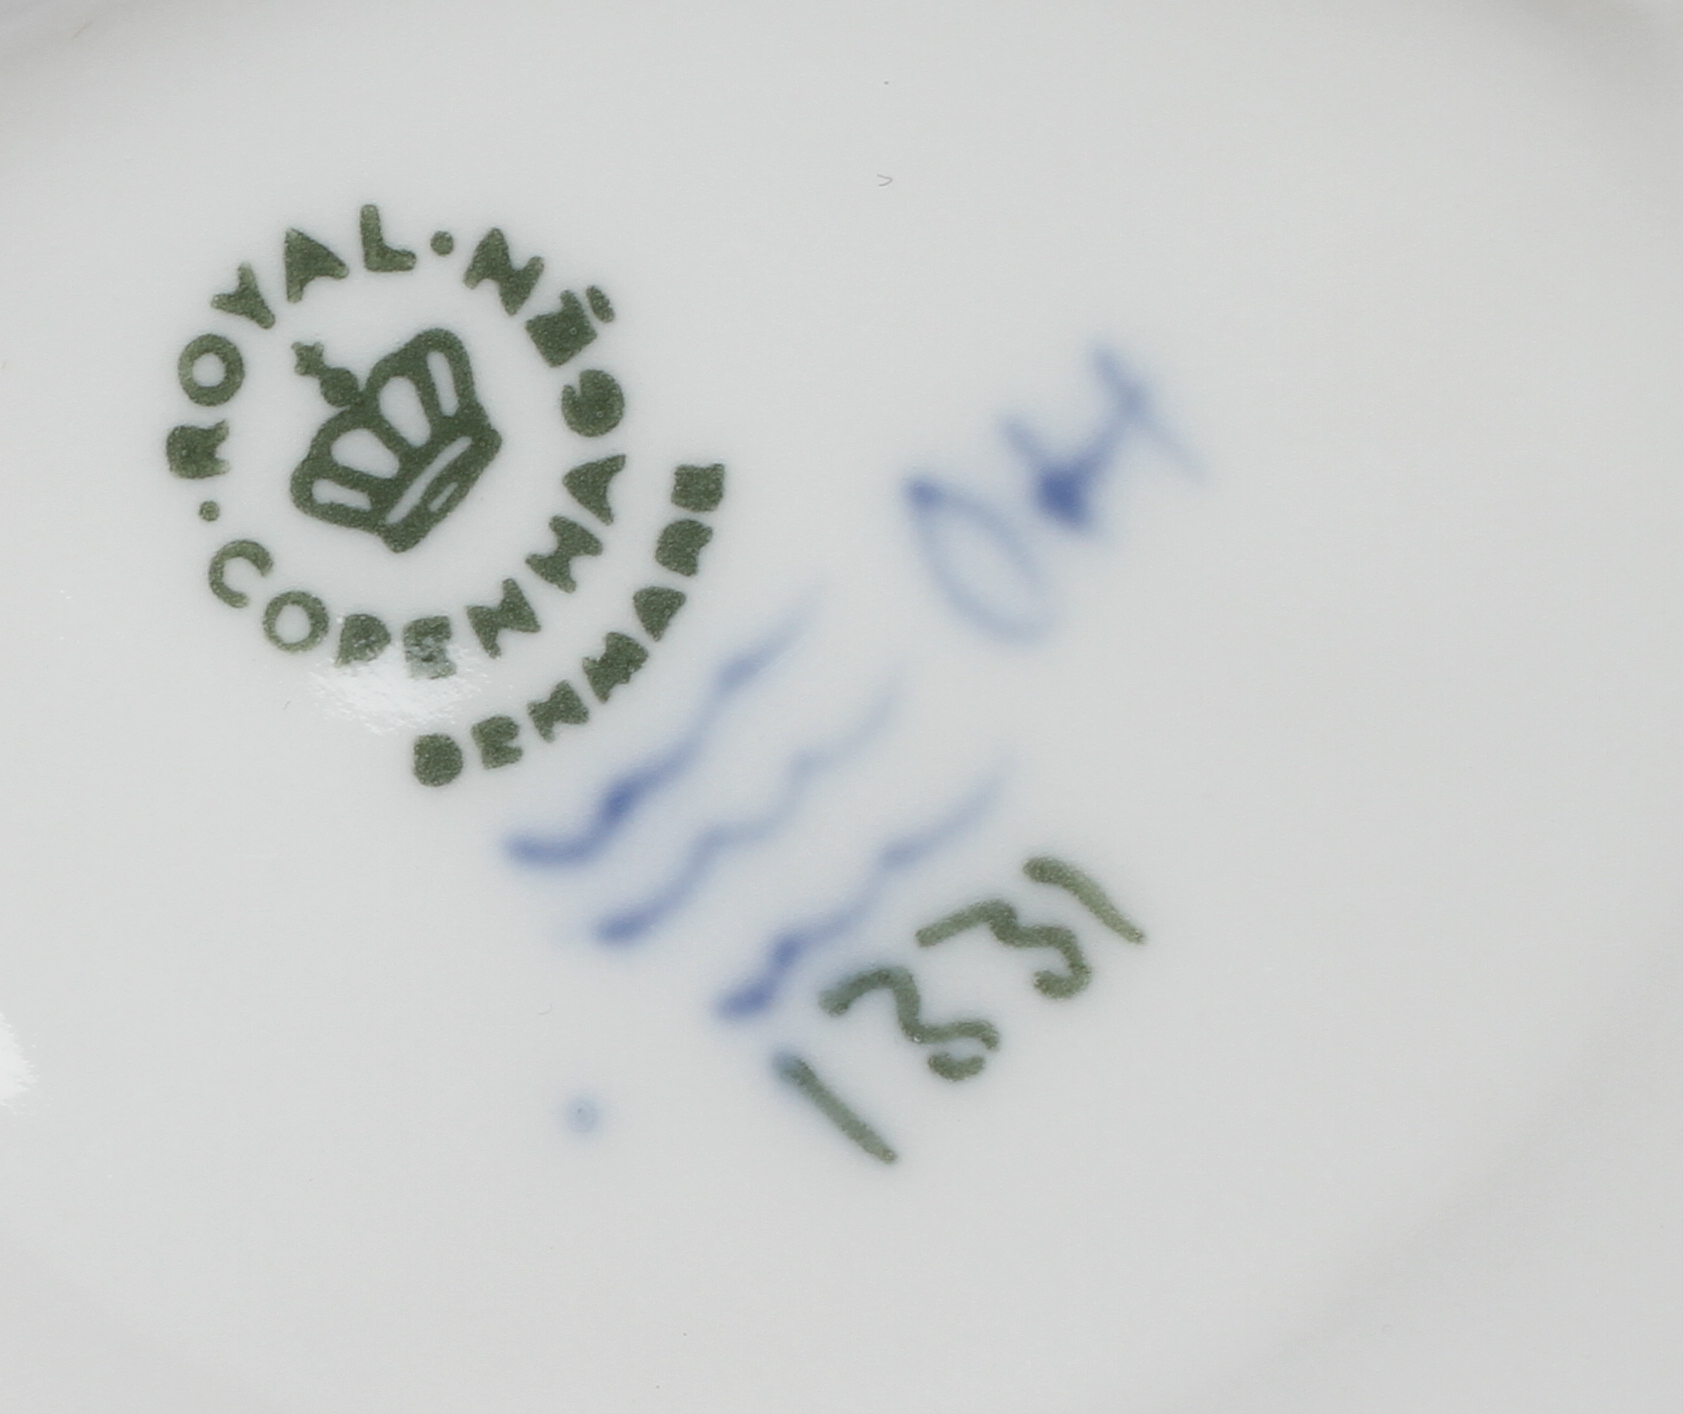 ROYAL · COPENHAGEN ·
DENMARK
1331